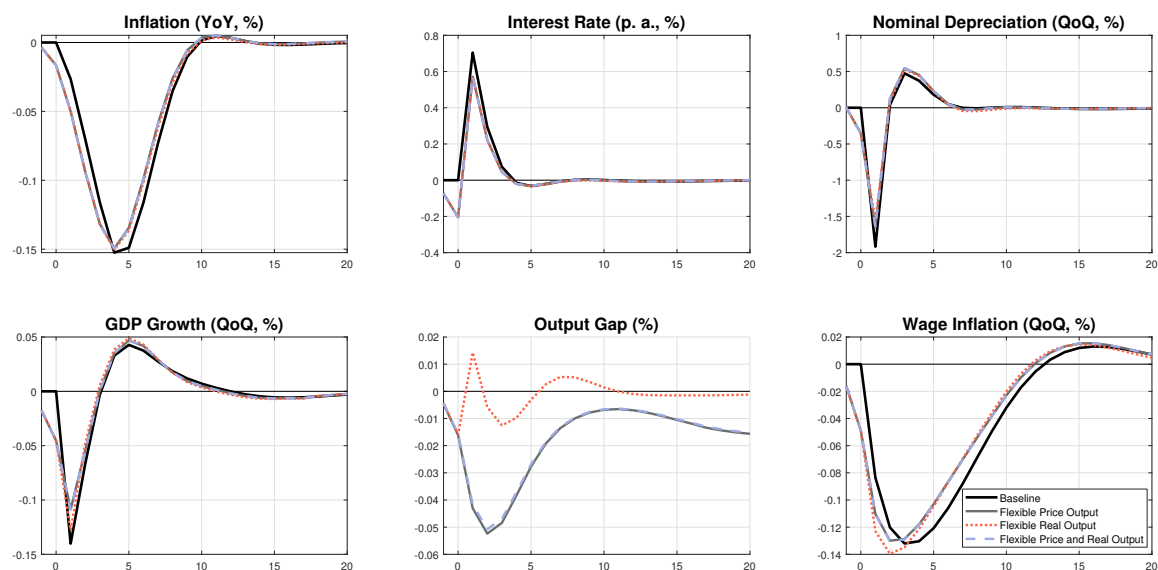 Inflation (YoY, %)
0
-0.05
-0.1
-0.15
0 5 10 15 20
Interest Rate (p. a., %)
0.8
0.6
0.4
0.2
0
-0.2
-0.4
0 5 10 15 20
Nominal Depreciation (QoQ, %)
1
0.5
0
-0.5
-1
-1.5
-2
0 5 10 15 20
GDP Growth (QoQ, %)
0.05
0
-0.05
-0.1
-0.15
0 5 10 15 20
Output Gap (%)
0.02
0.01
0
-0.01
-0.02
-0.03
-0.04
-0.05
-0.06
0 5 10 15 20
Wage Inflation (QoQ, %)
0.02
0
-0.02
-0.04
-0.06
-0.08
-0.1
-0.12
-0.14
0 5 10 15 20
Baseline
Flexible Price Output
Flexible Real Output
Flexible Price and Real Output